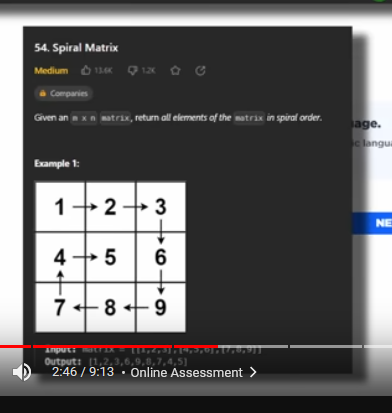 54. Spiral Matrix
Medium 13.6K 1.2K
Companies
Given an m x n matrix, return all elements of the matrix in spiral order.
age.
ic langua
Example 1:
1 2 3
NE
4 5 6
7 8 9
Input: matrix = [[1,2,3],[4,5,6],[7,8,9]]
Output: [1,2,3,6,9,8,7,4,5]
2:46 / 9:13 • Online Assessment >